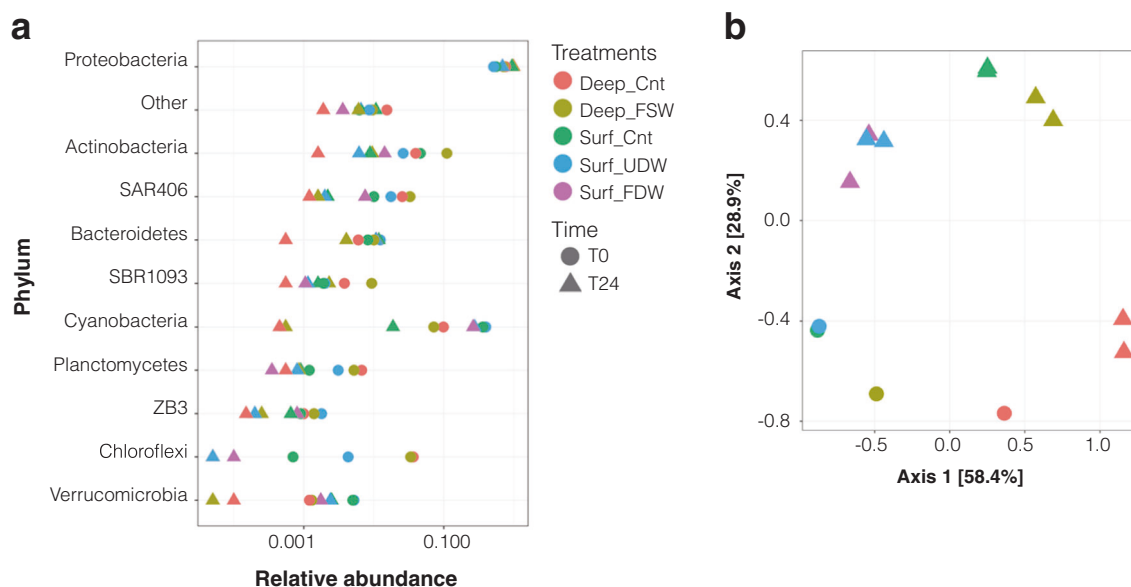 a
Phylum
Proteobacteria
Other
Actinobacteria
SAR406
Bacteroidetes
SBR1093
Cyanobacteria
Planctomycetes
ZB3
Chloroflexi
Verrucomicrobia
0.001 0.100
Relative abundance
Treatments
Deep_Cnt
Deep_FSW
Surf_Cnt
Surf_UDW
Surf_FDW
Time
T0
T24
b
Axis 2 [28.9%]
0.4
0.0
-0.4
-0.8
-0.5 0.0 0.5 1.0
Axis 1 [58.4%]